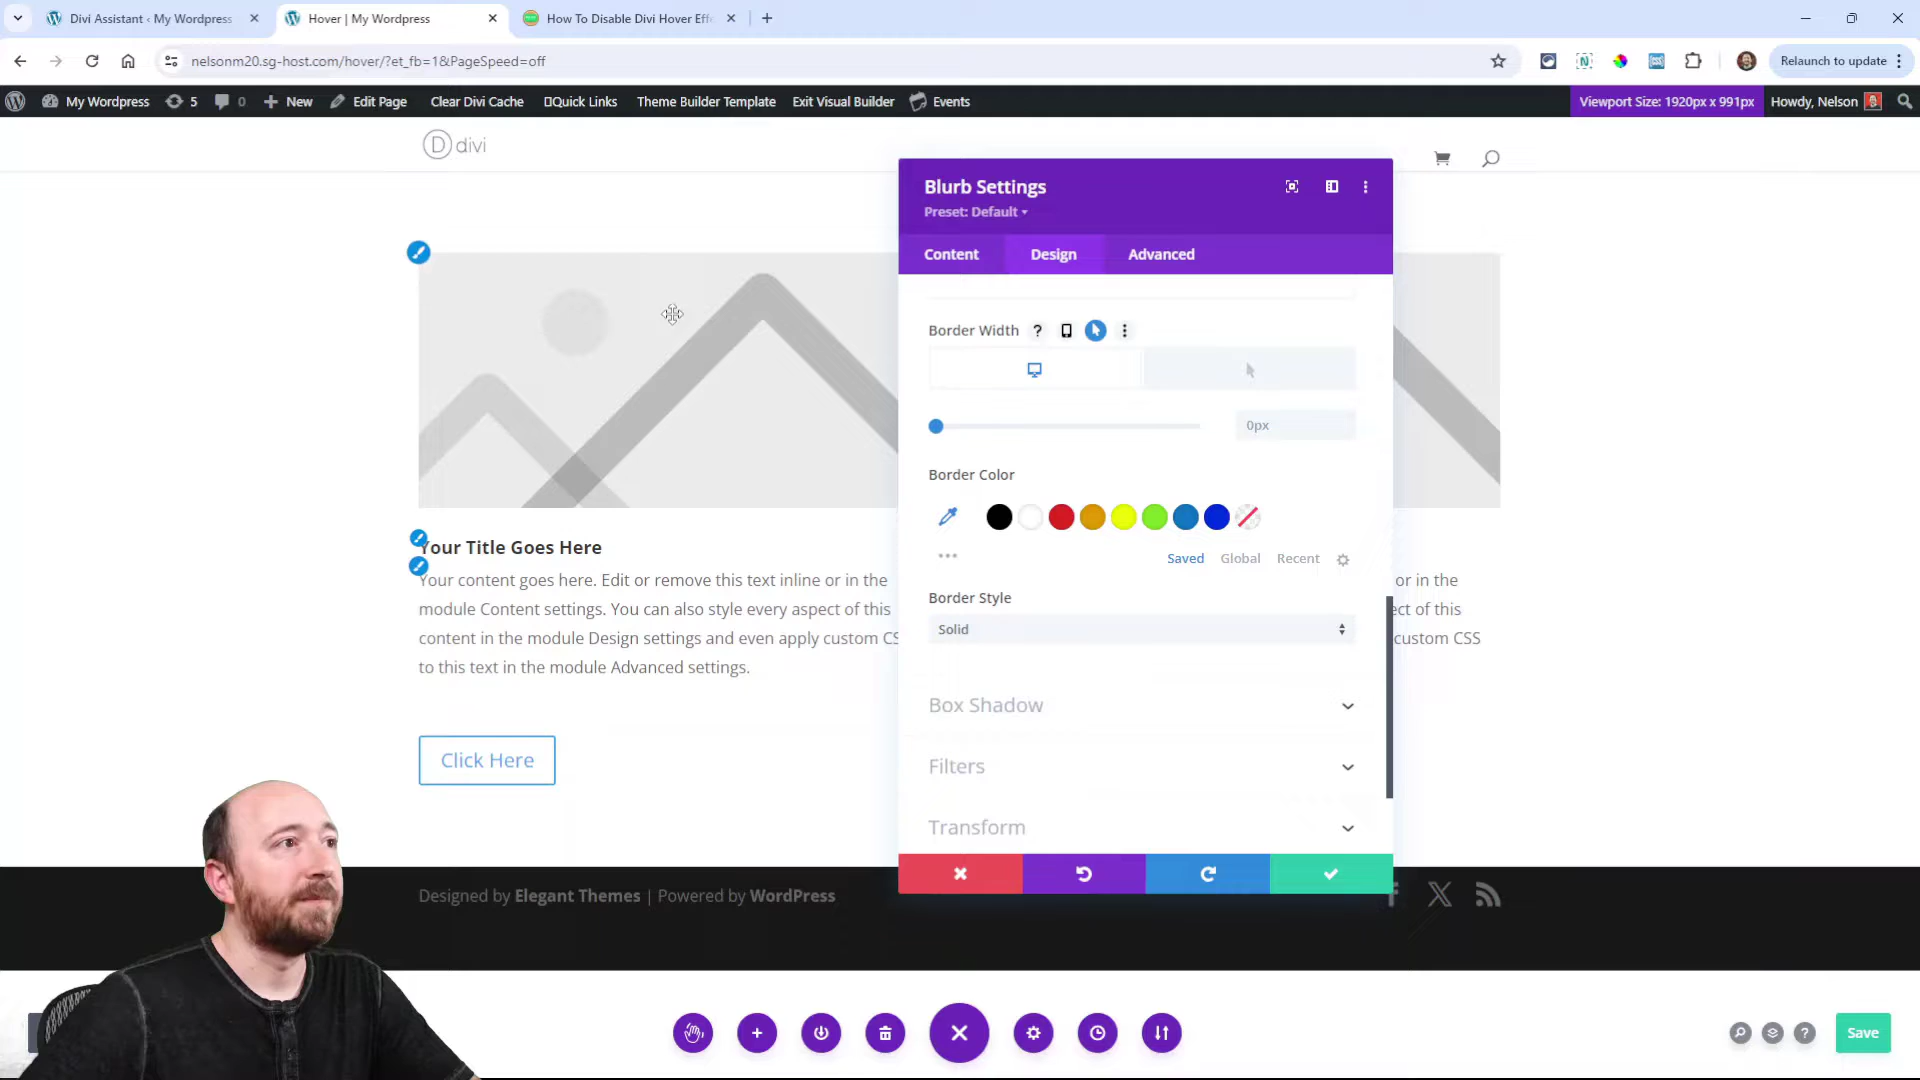 Divi Assistant ‹ My Wordpress
Hover | My Wordpress
How To Disable Divi Hover Effe
nelsonm20.sg-host.com/hover/?et_fb=1&PageSpeed=off
Relaunch to update
My Wordpress
5
0
New
Edit Page
Clear Divi Cache
Quick Links
Theme Builder Template
Exit Visual Builder
Events
Viewport Size: 1920px x 991px
Howdy, Nelson
D divi
Blurb Settings
Preset: Default
Content
Design
Advanced
Border Width
0px
Border Color
Saved
Global
Recent
Border Style
Solid
Box Shadow
Filters
Transform
Your Title Goes Here
Your content goes here. Edit or remove this text inline or in the
module Content settings. You can also style every aspect of this
content in the module Design settings and even apply custom CS
to this text in the module Advanced settings.
or in the
ect of this
custom CSS
Click Here
Designed by Elegant Themes | Powered by WordPress
Save